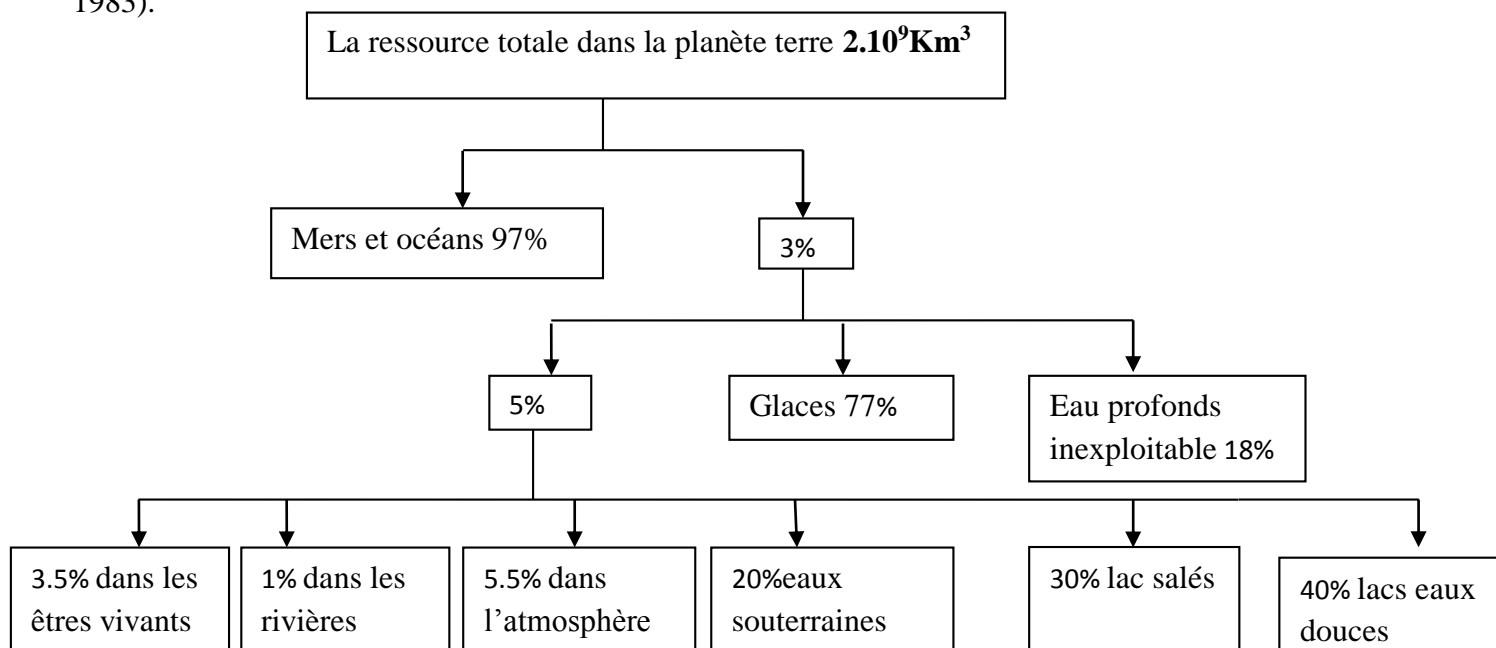 1983).
La ressource totale dans la planète terre 2.10⁹Km³
Mers et océans 97%
3%
5%
Glaces 77%
Eau profonds
inexploitable 18%
3.5% dans les
êtres vivants
1% dans les
rivières
5.5% dans
l’atmosphère
20%eaux
souterraines
30% lac salés
40% lacs eaux
douces